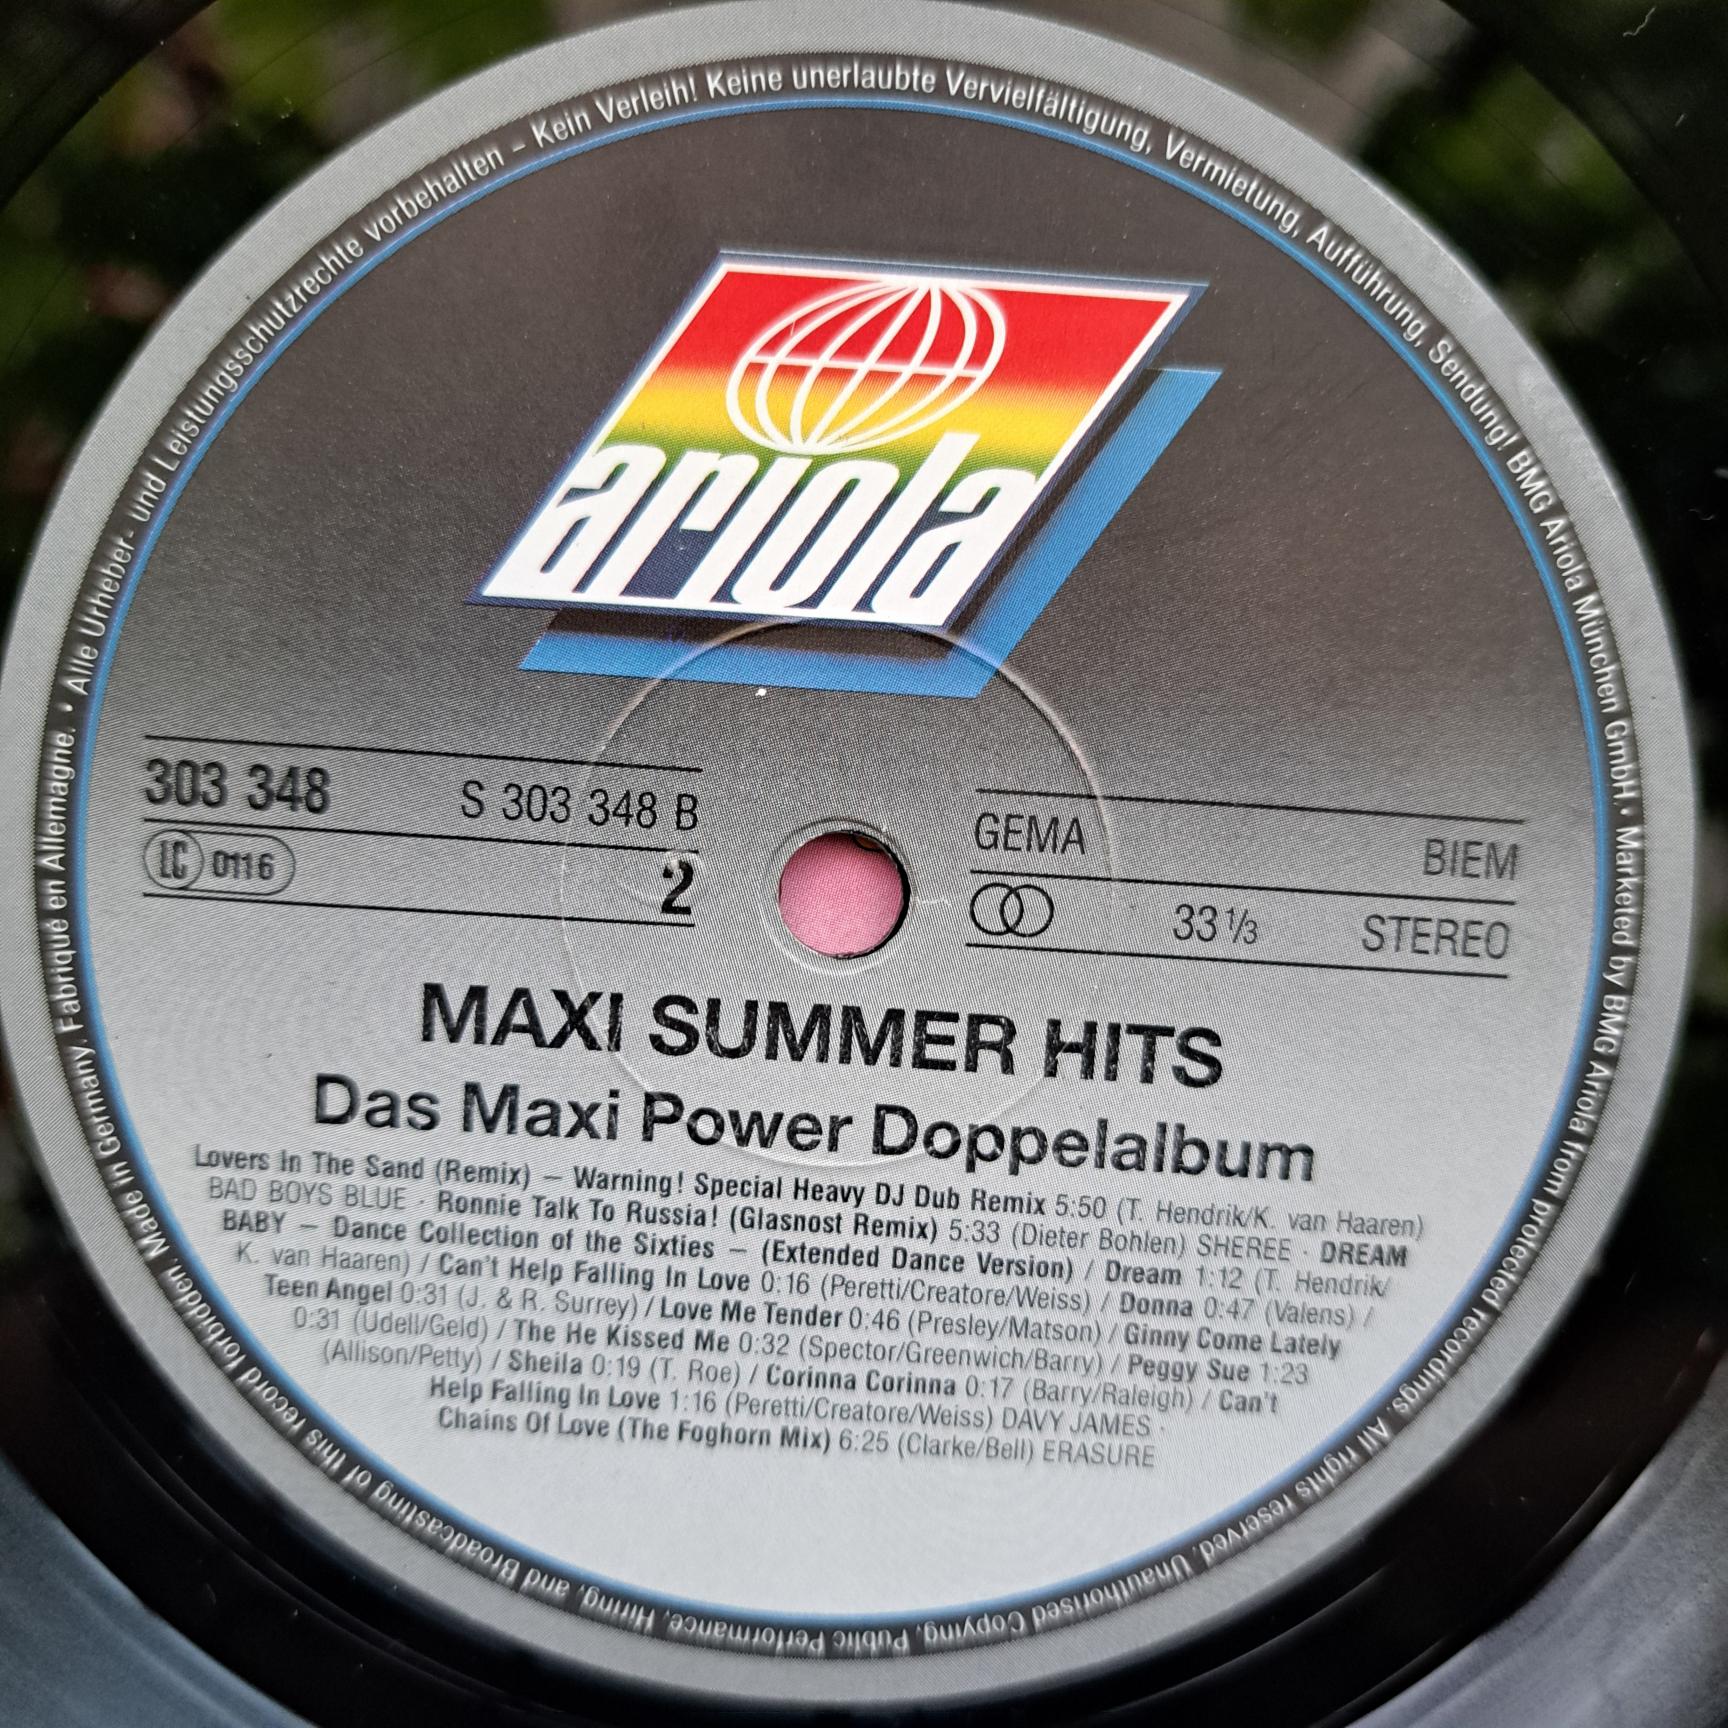 Alle Urheber- und Leistungsschutzrechte vorbehalten – Kein Verleih! Keine unerlaubte Vervielfältigung, Vermietung, Aufführung, Sendung! BMG Ariola München GmbH. • Marketed by BMG Ariola from protected recordings. All rights reserved. Unauthorised Copying, Public Performance, Hiring, and Broadcasting of this record forbidden. Made in Germany. Fabriqué en Allemagne. •
ariola
303 348 S 303 348 B
LC 0116 2
GEMA BIEM
33 1/3 STEREO
MAXI SUMMER HITS
Das Maxi Power Doppelalbum
Lovers In The Sand (Remix) – Warning! Special Heavy DJ Dub Remix 5:50 (T. Hendrik/K. van Haaren)
BAD BOYS BLUE · Ronnie Talk To Russia! (Glasnost Remix) 5:33 (Dieter Bohlen) SHEREE · DREAM
BABY – Dance Collection of the Sixties – (Extended Dance Version) / Dream 1:12 (T. Hendrik/
K. van Haaren) / Can't Help Falling In Love 0:16 (Peretti/Creatore/Weiss) / Donna 0:47 (Valens) /
Teen Angel 0:31 (J. & R. Surrey) / Love Me Tender 0:46 (Presley/Matson) / Ginny Come Lately
0:31 (Udell/Geld) / The He Kissed Me 0:32 (Spector/Greenwich/Barry) / Peggy Sue 1:23
(Allison/Petty) / Sheila 0:19 (T. Roe) / Corinna Corinna 0:17 (Barry/Raleigh) / Can't
Help Falling In Love 1:16 (Peretti/Creatore/Weiss) DAVY JAMES ·
Chains Of Love (The Foghorn Mix) 6:25 (Clarke/Bell) ERASURE